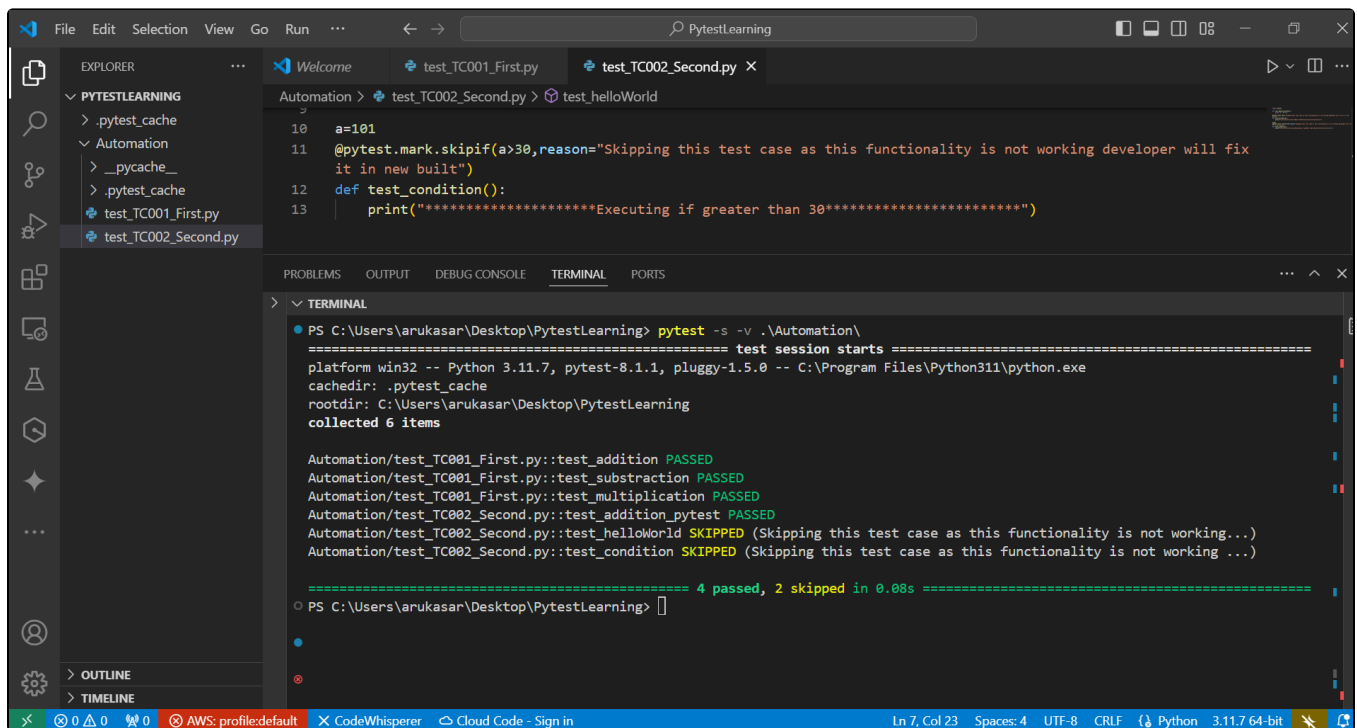 File Edit Selection View Go Run ··· PytestLearning
EXPLORER ···
Welcome test_TC001_First.py test_TC002_Second.py
PYTESTLEARNING
.pytest_cache
Automation
__pycache__
.pytest_cache
test_TC001_First.py
test_TC002_Second.py
OUTLINE
TIMELINE
Automation > test_TC002_Second.py > test_helloWorld
10 a=101
11 @pytest.mark.skipif(a>30,reason="Skipping this test case as this functionality is not working developer will fix
it in new built")
12 def test_condition():
13 print("*********************Executing if greater than 30************************")
PROBLEMS OUTPUT DEBUG CONSOLE TERMINAL PORTS
TERMINAL
PS C:\Users\arukasar\Desktop\PytestLearning> pytest -s -v .\Automation\
====================================================== test session starts ======================================================
platform win32 -- Python 3.11.7, pytest-8.1.1, pluggy-1.5.0 -- C:\Program Files\Python311\python.exe
cachedir: .pytest_cache
rootdir: C:\Users\arukasar\Desktop\PytestLearning
collected 6 items
Automation/test_TC001_First.py::test_addition PASSED
Automation/test_TC001_First.py::test_substraction PASSED
Automation/test_TC001_First.py::test_multiplication PASSED
Automation/test_TC002_Second.py::test_addition_pytest PASSED
Automation/test_TC002_Second.py::test_helloWorld SKIPPED (Skipping this test case as this functionality is not working...)
Automation/test_TC002_Second.py::test_condition SKIPPED (Skipping this test case as this functionality is not working ...)
================================================= 4 passed, 2 skipped in 0.08s ==================================================
PS C:\Users\arukasar\Desktop\PytestLearning>
0 0 0 AWS: profile:default CodeWhisperer Cloud Code - Sign in Ln 7, Col 23 Spaces: 4 UTF-8 CRLF Python 3.11.7 64-bit